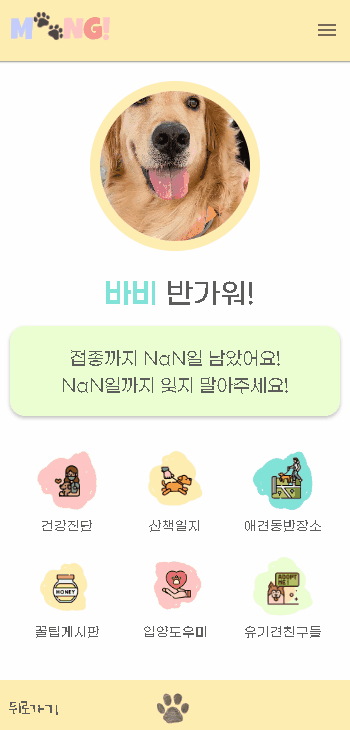 M🐾NG!
바비 반가워!
접종까지 NaN일 남았어요!
NaN일까지 잊지 말아주세요!
건강진단
산책일지
애견동반장소
HONEY
ADOPT
ME!
꿀팁게시판
입양도우미
유기견친구들
뒤로가기